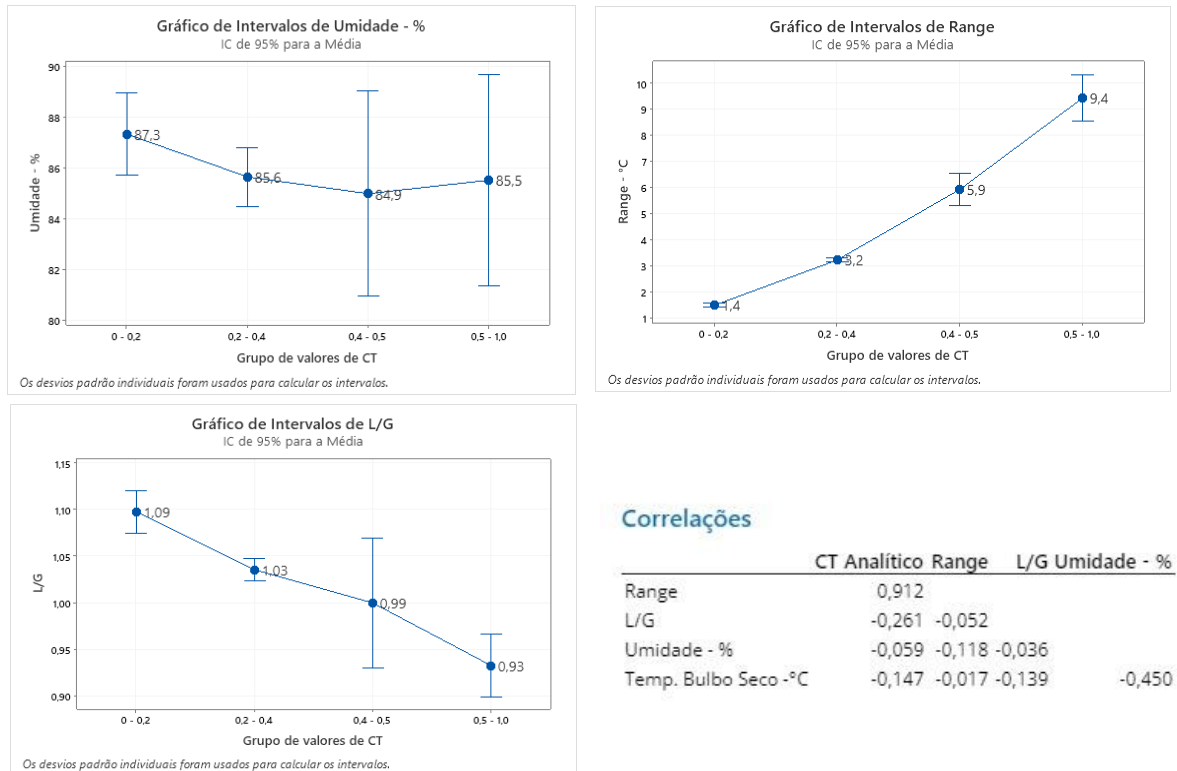 Gráfico de Intervalos de Umidade - %
IC de 95% para a Média
90
88
86
84
82
80
Umidade - %
87,3
85,6
84,9
85,5
0 - 0,2
0,2 - 0,4
0,4 - 0,5
0,5 - 1,0
Grupo de valores de CT
Os desvios padrão individuais foram usados para calcular os intervalos.
Gráfico de Intervalos de Range
IC de 95% para a Média
10
9
8
7
6
5
4
3
2
1
Range - °C
1,4
3,2
5,9
9,4
0 - 0,2
0,2 - 0,4
0,4 - 0,5
0,5 - 1,0
Grupo de valores de CT
Os desvios padrão individuais foram usados para calcular os intervalos.
Gráfico de Intervalos de L/G
IC de 95% para a Média
1,15
1,10
1,05
1,00
0,95
0,90
L/G
1,09
1,03
0,99
0,93
0 - 0,2
0,2 - 0,4
0,4 - 0,5
0,5 - 1,0
Grupo de valores de CT
Os desvios padrão individuais foram usados para calcular os intervalos.
Correlações
CT Analítico Range L/G Umidade - %
Range 0,912
L/G -0,261 -0,052
Umidade - % -0,059 -0,118 -0,036
Temp. Bulbo Seco -°C -0,147 -0,017 -0,139 -0,450